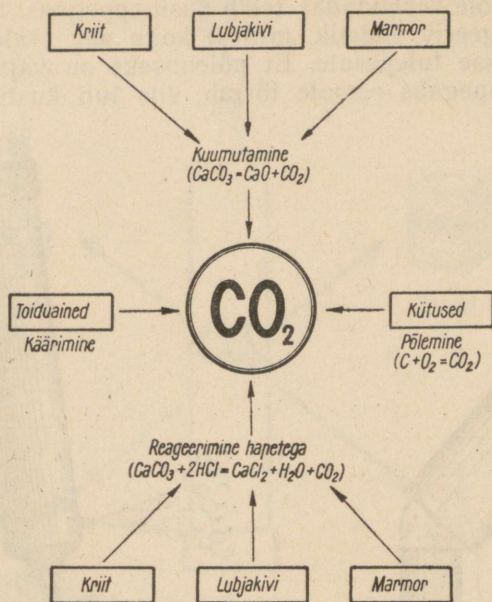 Kriit
Lubjakivi
Marmor
Kuumutamine
(CaCO₃=CaO+CO₂)
CO₂
Toiduained
Käärimine
Kütused
Põlemine
(C+O₂=CO₂)
Reageerimine hapetega
(CaCO₃+2HCl=CaCl₂+H₂O+CO₂)
Kriit
Lubjakivi
Marmor